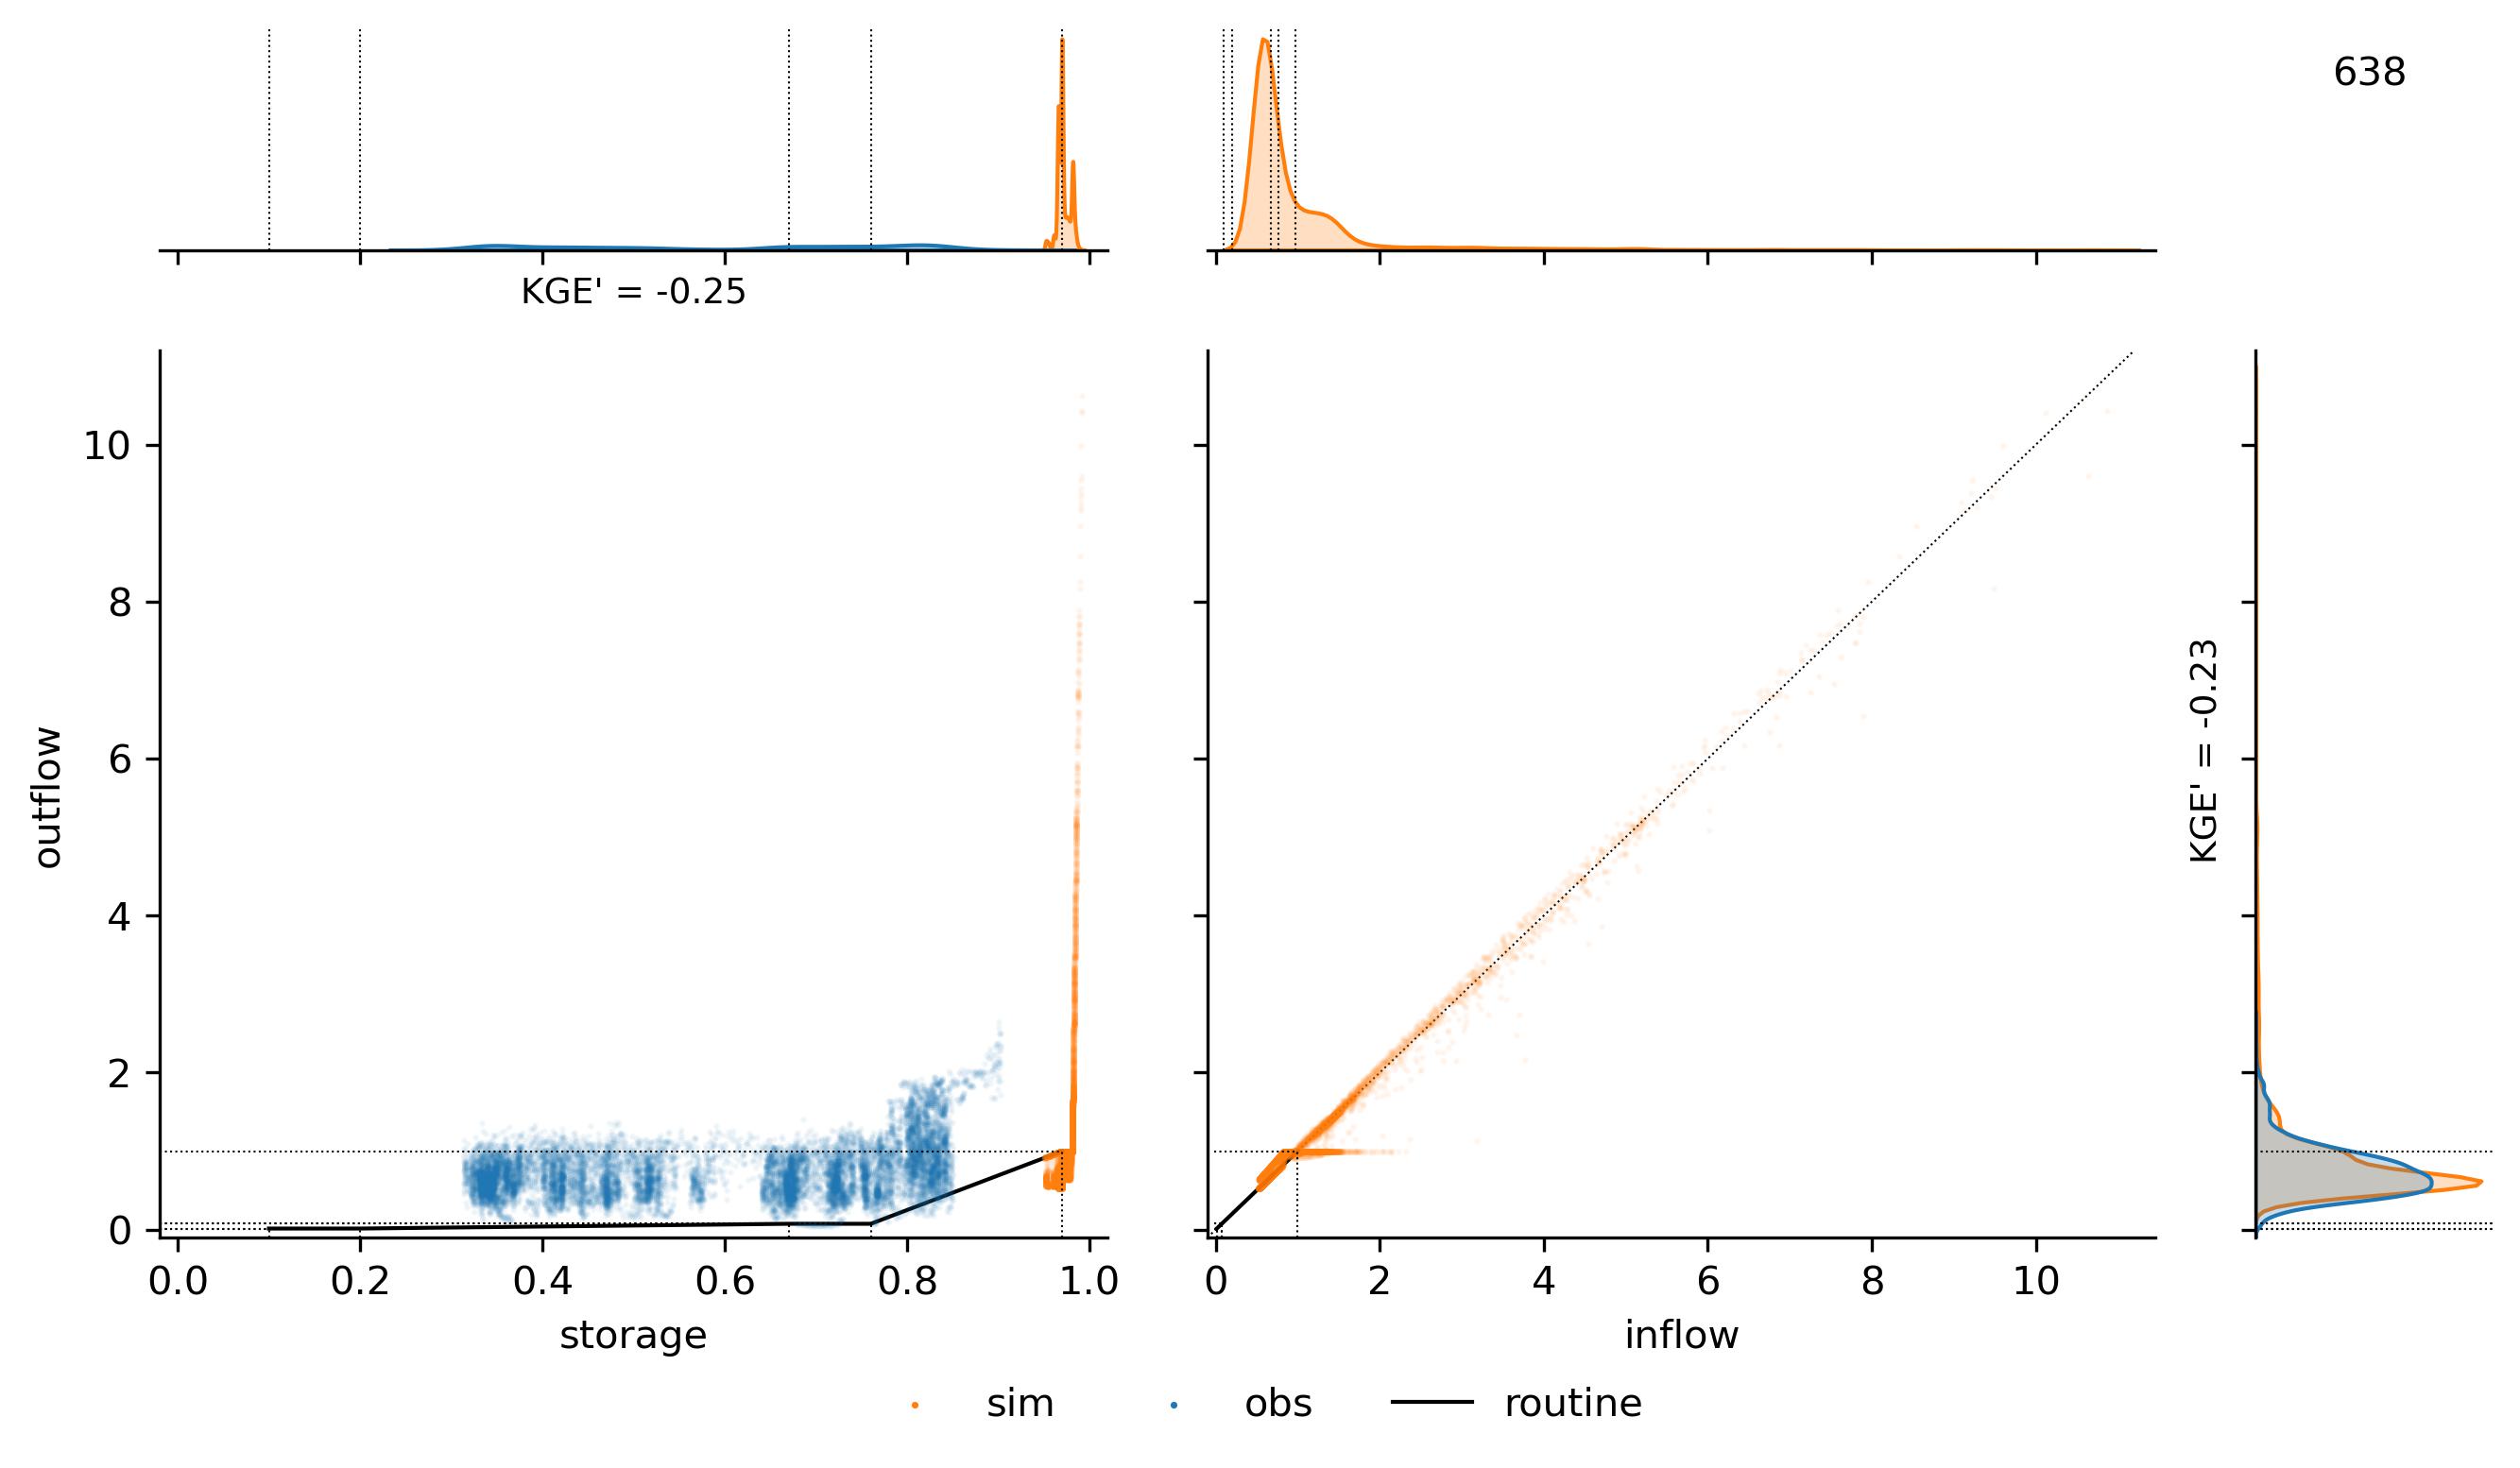 638
KGE' = -0.25
outflow
10
8
6
4
2
0
0.0 0.2 0.4 0.6 0.8 1.0
storage
0 2 4 6 8 10
inflow
KGE' = -0.23
sim obs routine